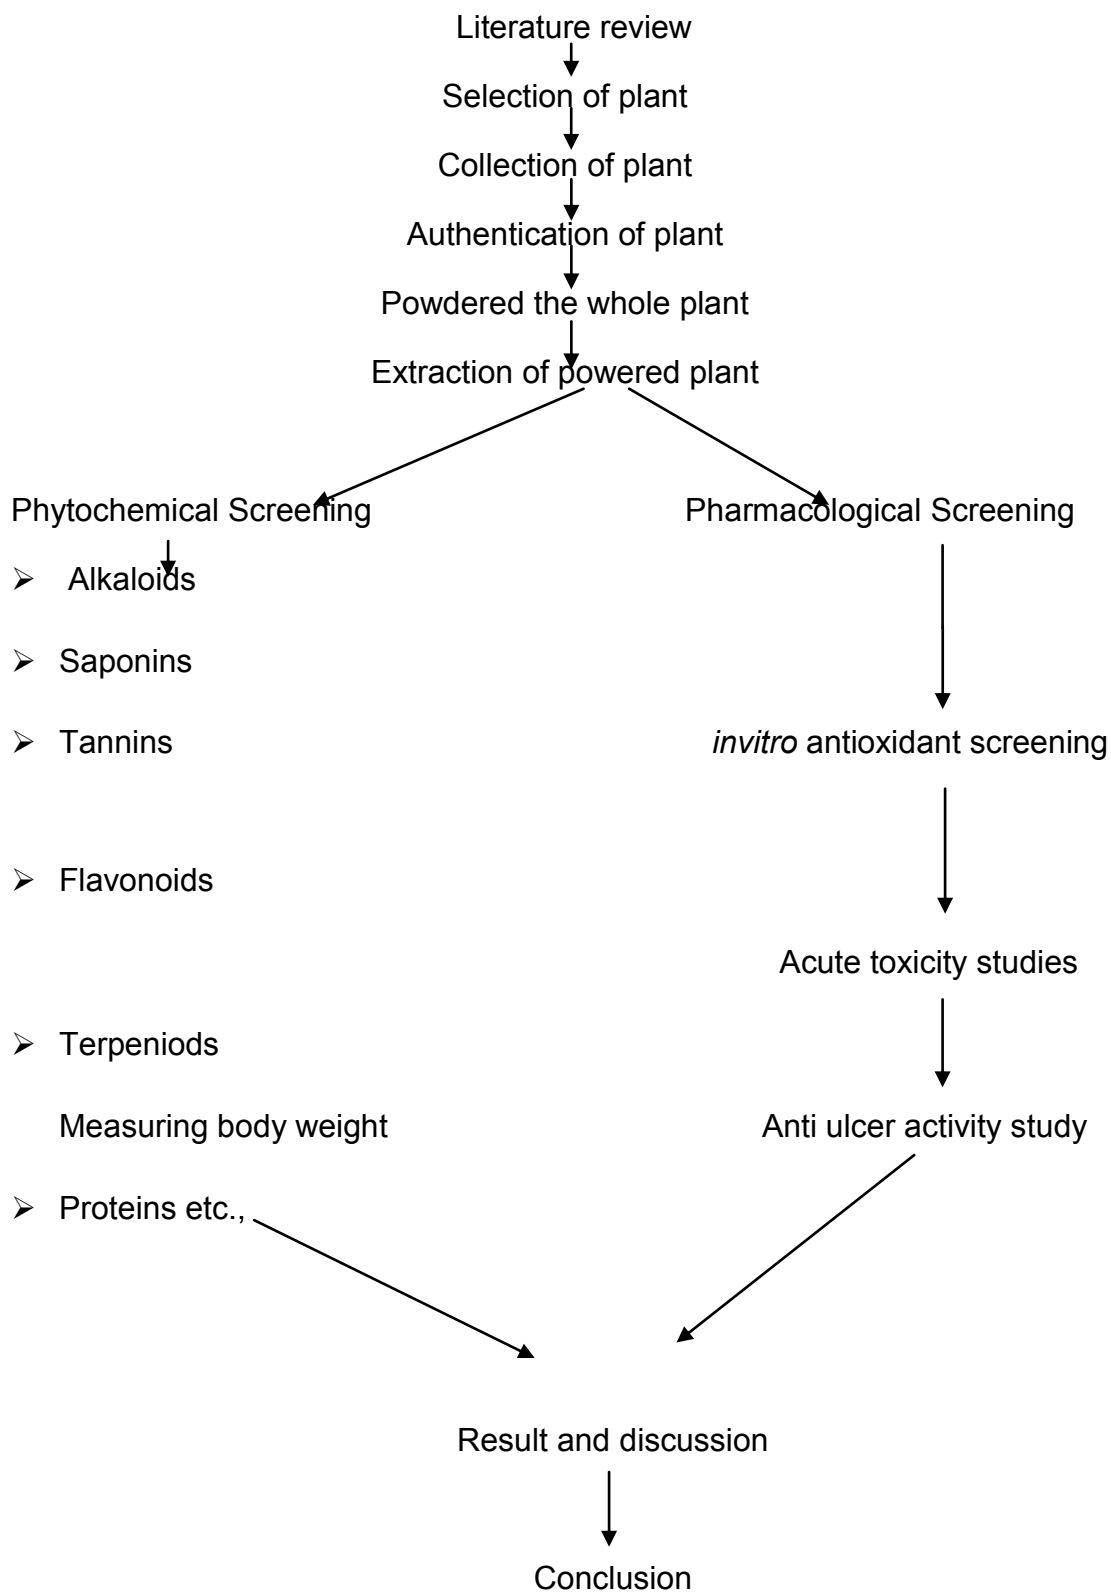 Literature review
Selection of plant
Collection of plant
Authentication of plant
Powdered the whole plant
Extraction of powered plant
Phytochemical Screening
➢ Alkaloids
➢ Saponins
➢ Tannins
➢ Flavonoids
➢ Terpeniods
Measuring body weight
➢ Proteins etc.,
Pharmacological Screening
invitro antioxidant screening
Acute toxicity studies
Anti ulcer activity study
Result and discussion
Conclusion